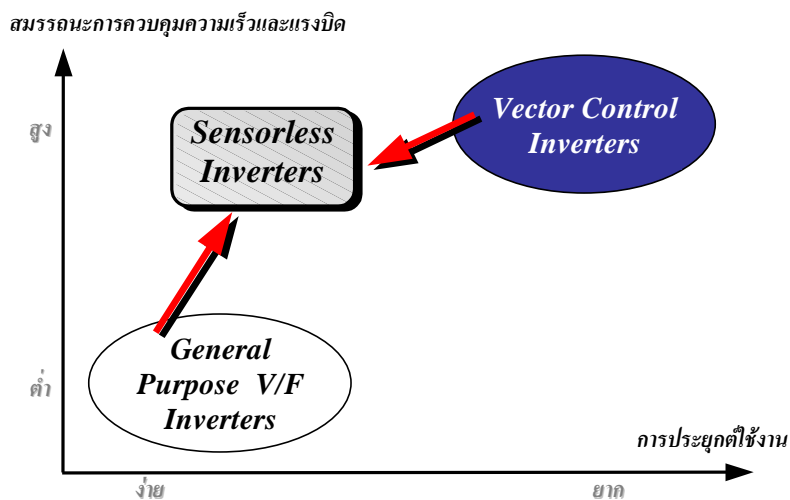 สมรรถนะการควบคุมความเร็วและแรงบิด
สูง
Sensorless
Inverters
Vector Control
Inverters
General
Purpose V/F
Inverters
ต่ำ
การประยุกต์ใช้งาน
ง่าย
ยาก